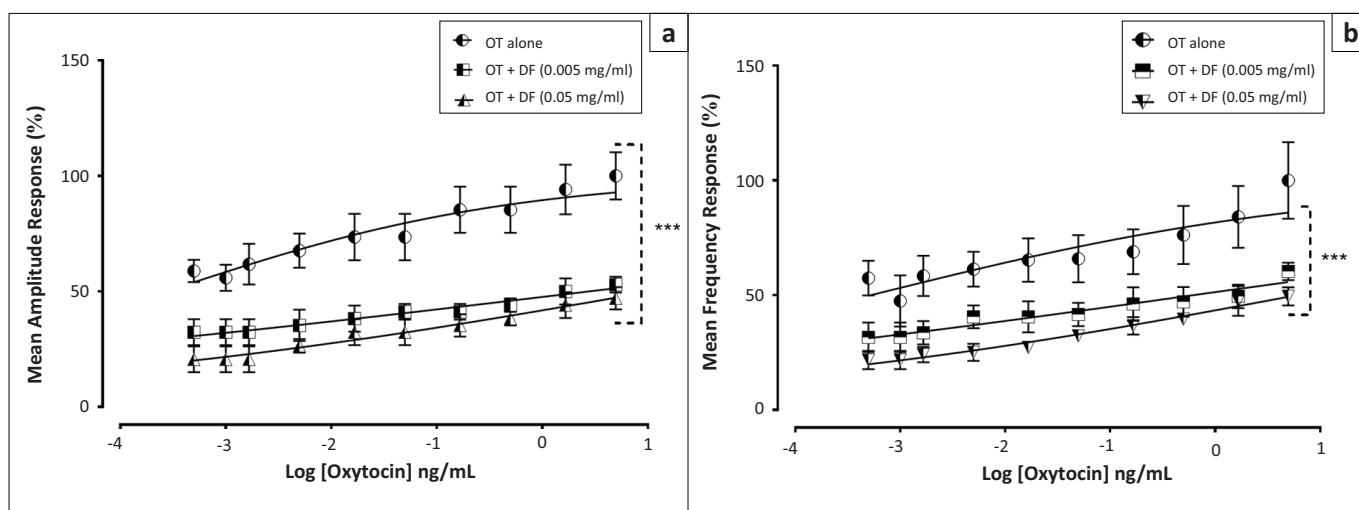 a
OT alone
OT + DF (0.005 mg/ml)
OT + DF (0.05 mg/ml)
150
100
50
0
Mean Amplitude Response (%)
***
-4
-3
-2
-1
0
1
Log [Oxytocin] ng/mL
b
OT alone
OT + DF (0.005 mg/ml)
OT + DF (0.05 mg/ml)
150
100
50
0
Mean Frequency Response (%)
***
-4
-3
-2
-1
0
1
Log [Oxytocin] ng/mL